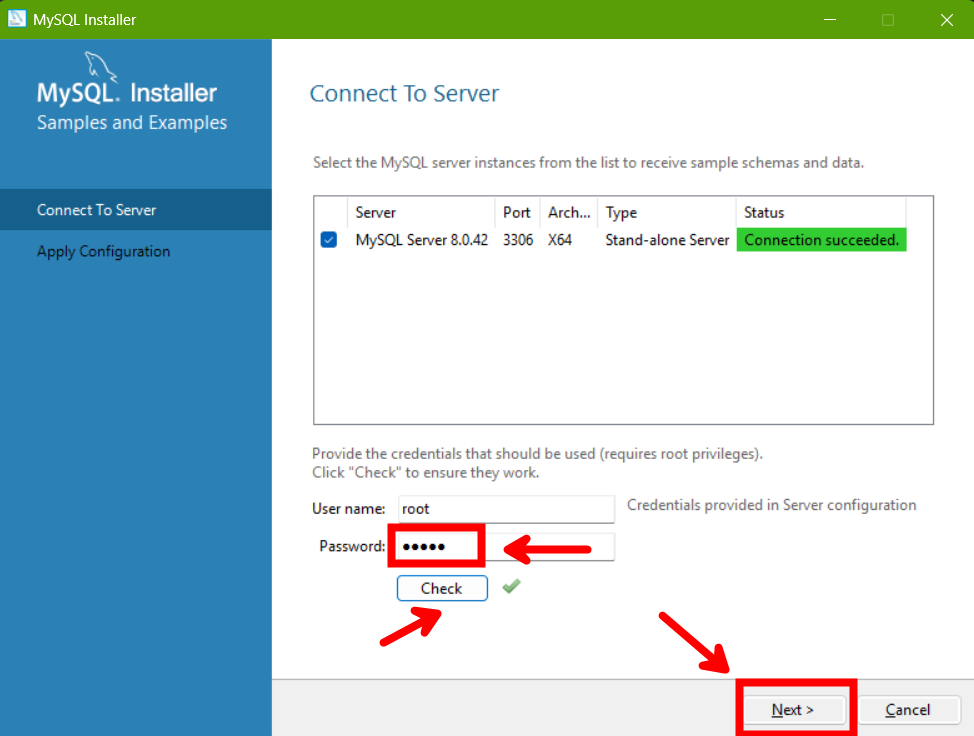 MySQL Installer
MySQL. Installer
Samples and Examples
Connect To Server
Apply Configuration
Connect To Server
Select the MySQL server instances from the list to receive sample schemas and data.
Server Port Arch... Type Status
MySQL Server 8.0.42 3306 X64 Stand-alone Server Connection succeeded.
Provide the credentials that should be used (requires root privileges).
Click "Check" to ensure they work.
User name: root Credentials provided in Server configuration
Password: •••••
Check
Next > Cancel